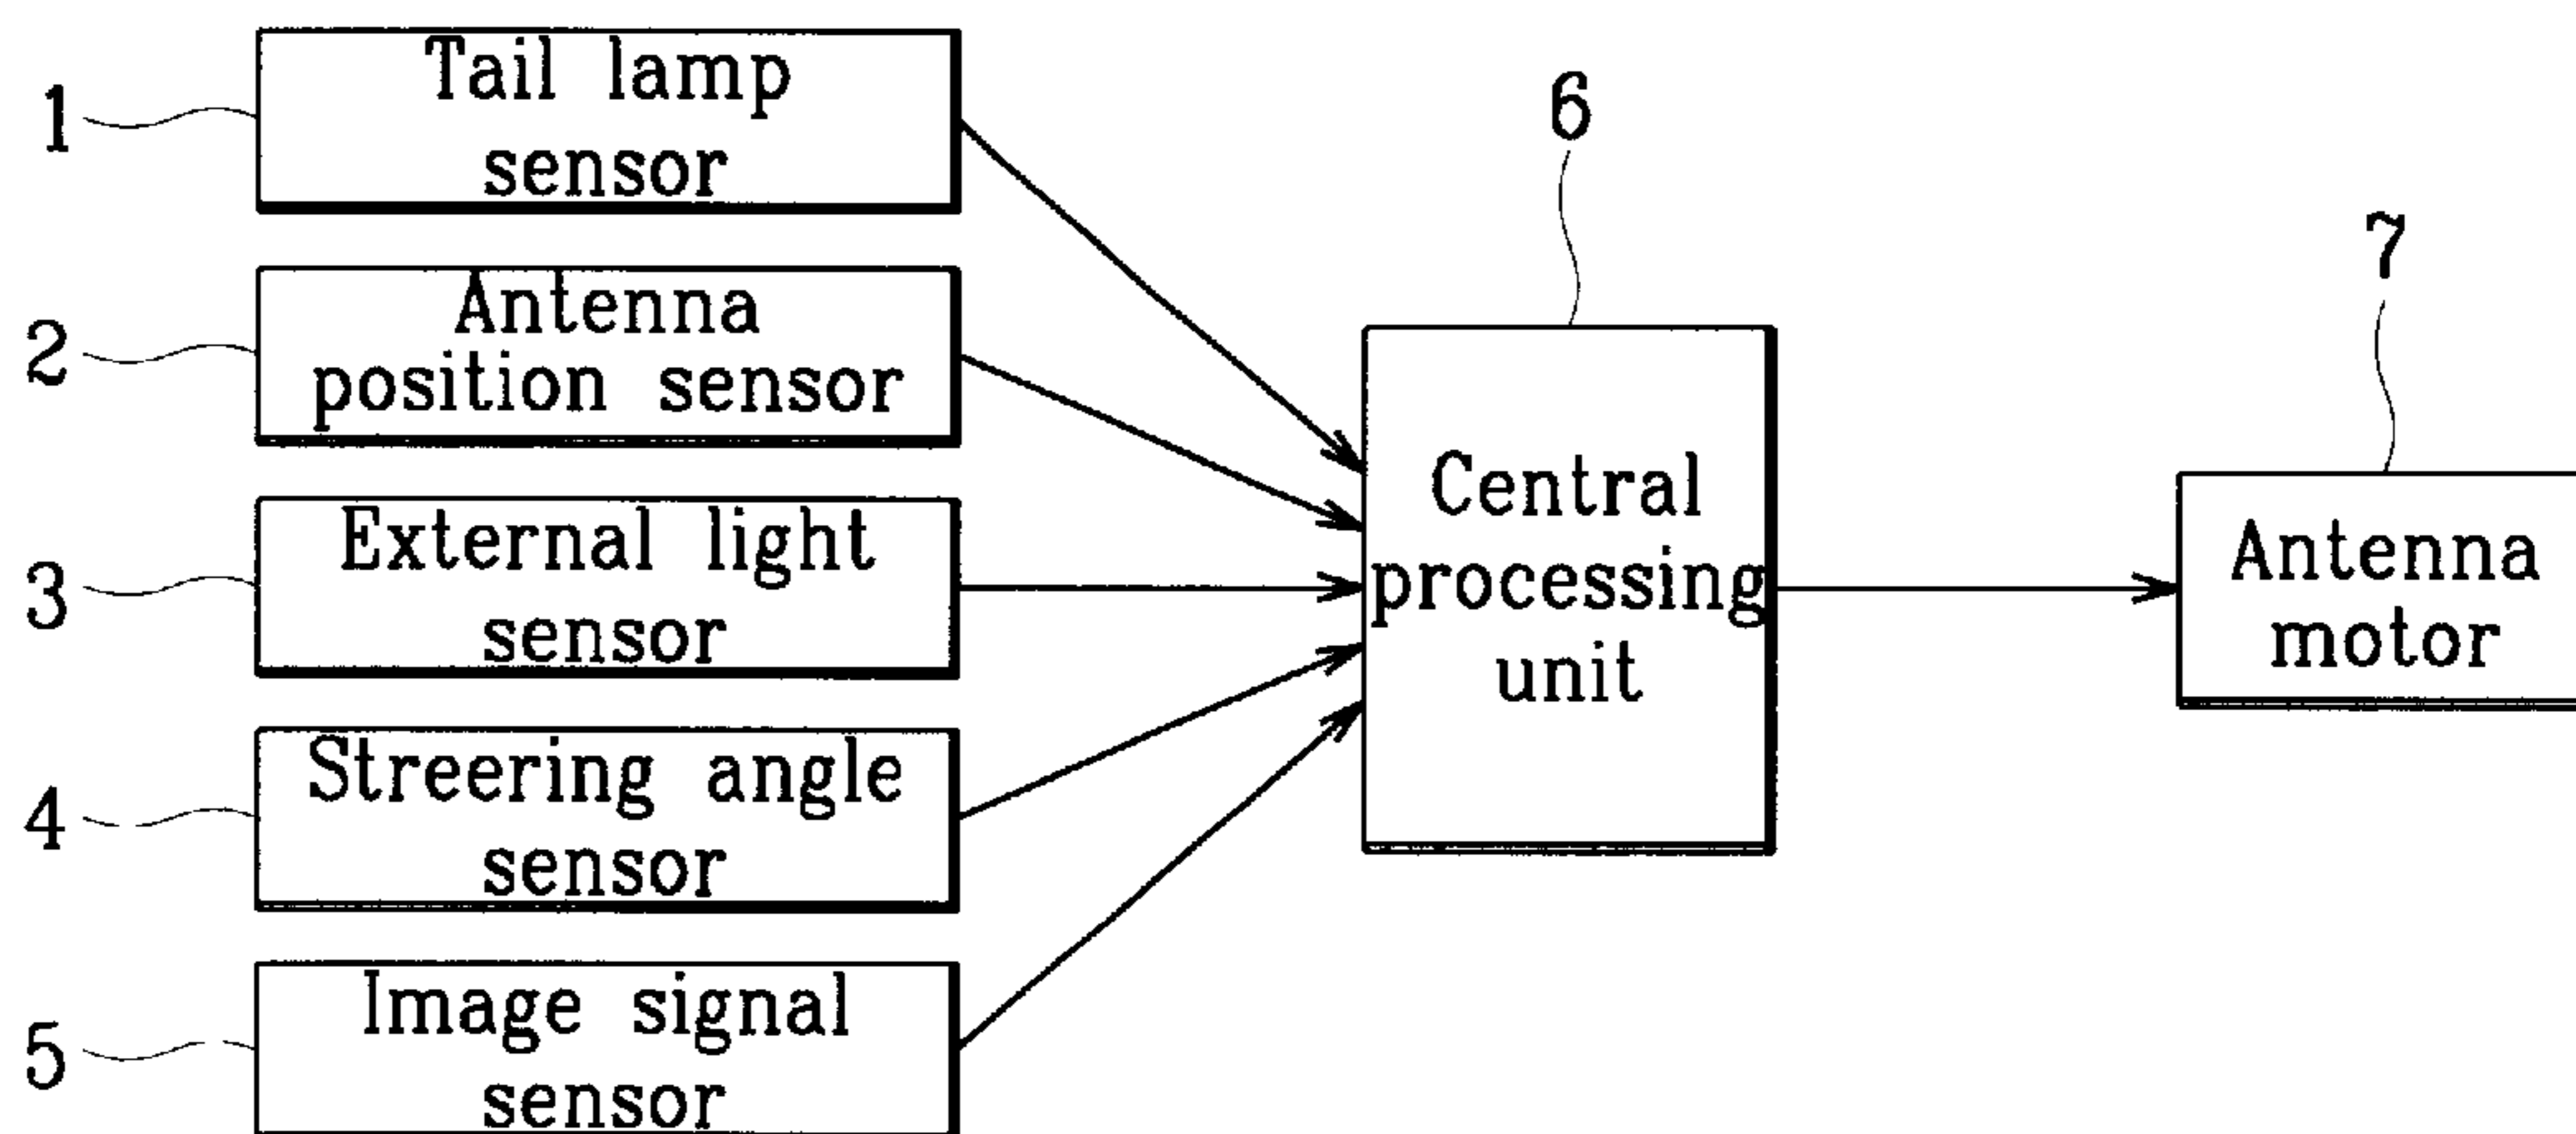 1
Tail lamp
sensor
2
Antenna
position sensor
3
External light
sensor
4
Streering angle
sensor
5
Image signal
sensor
6
Central
processing
unit
7
Antenna
motor